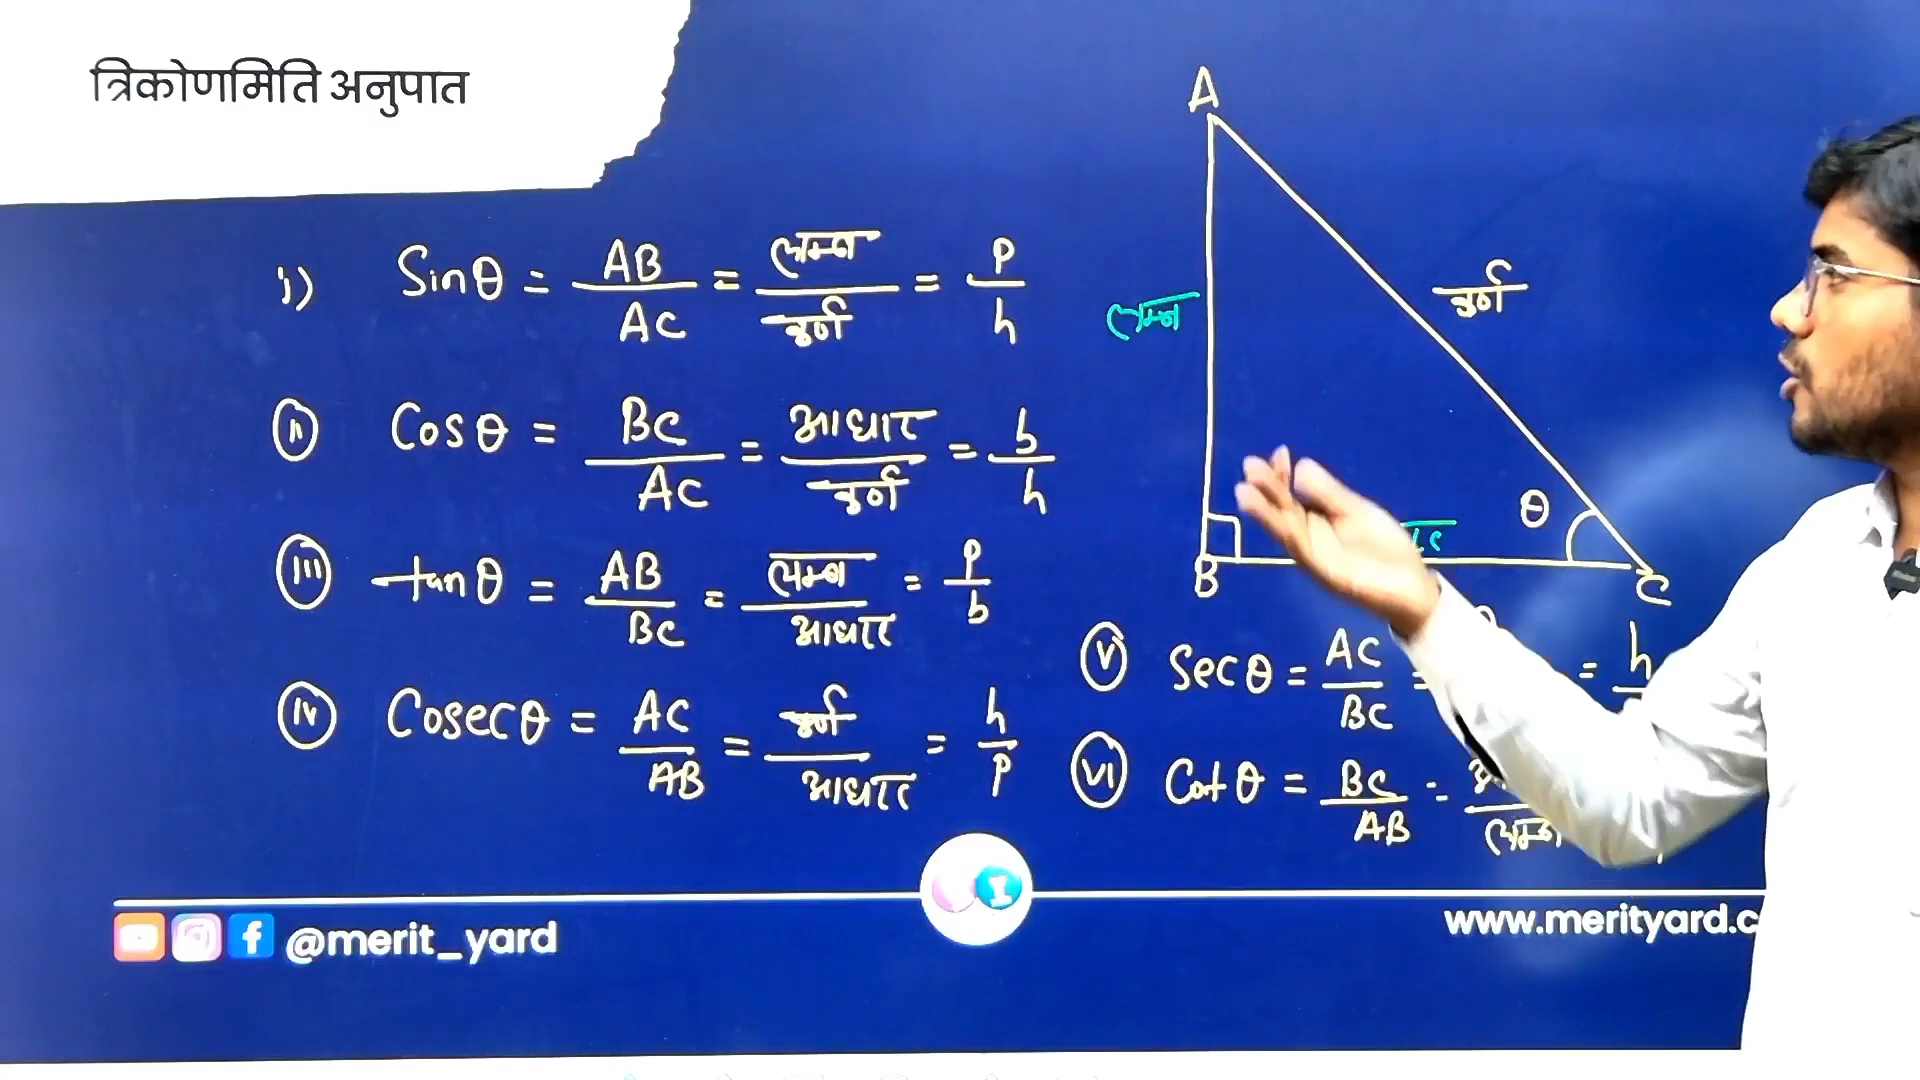 त्रिकोणमिति अनुपात
A
i) Sinθ = AB/AC = लम्ब/कर्ण = P/h
लम्ब
कर्ण
(ii) Cosθ = BC/AC = आधार/कर्ण = b/h
θ
B
C
(iii) tanθ = AB/BC = लम्ब/आधार = P/b
(iv) Cosecθ = AC/AB = कर्ण/आधार = h/P
(v) Secθ = AC/BC = = h
(vi) Cotθ = BC/AB = /लम्ब
@merit_yard
www.merityard.c